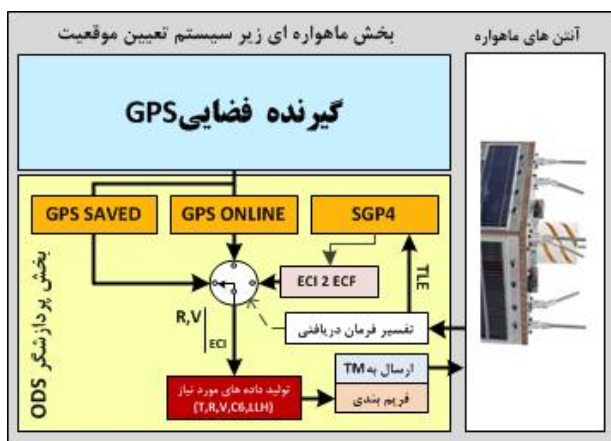 بخش ماهواره ای زیر سیستم تعیین موقعیت
آنتن های ماهواره
گیرنده فضایی GPS
GPS SAVED
GPS ONLINE
SGP4
ECI 2 ECF
TLE
بخش پردازشگر ODS
R,V
ECI
تفسیر فرمان دریافتی
تولید داده های مورد نیاز
(T,R,V,C6,LLH)
ارسال به TM
فریم بندی